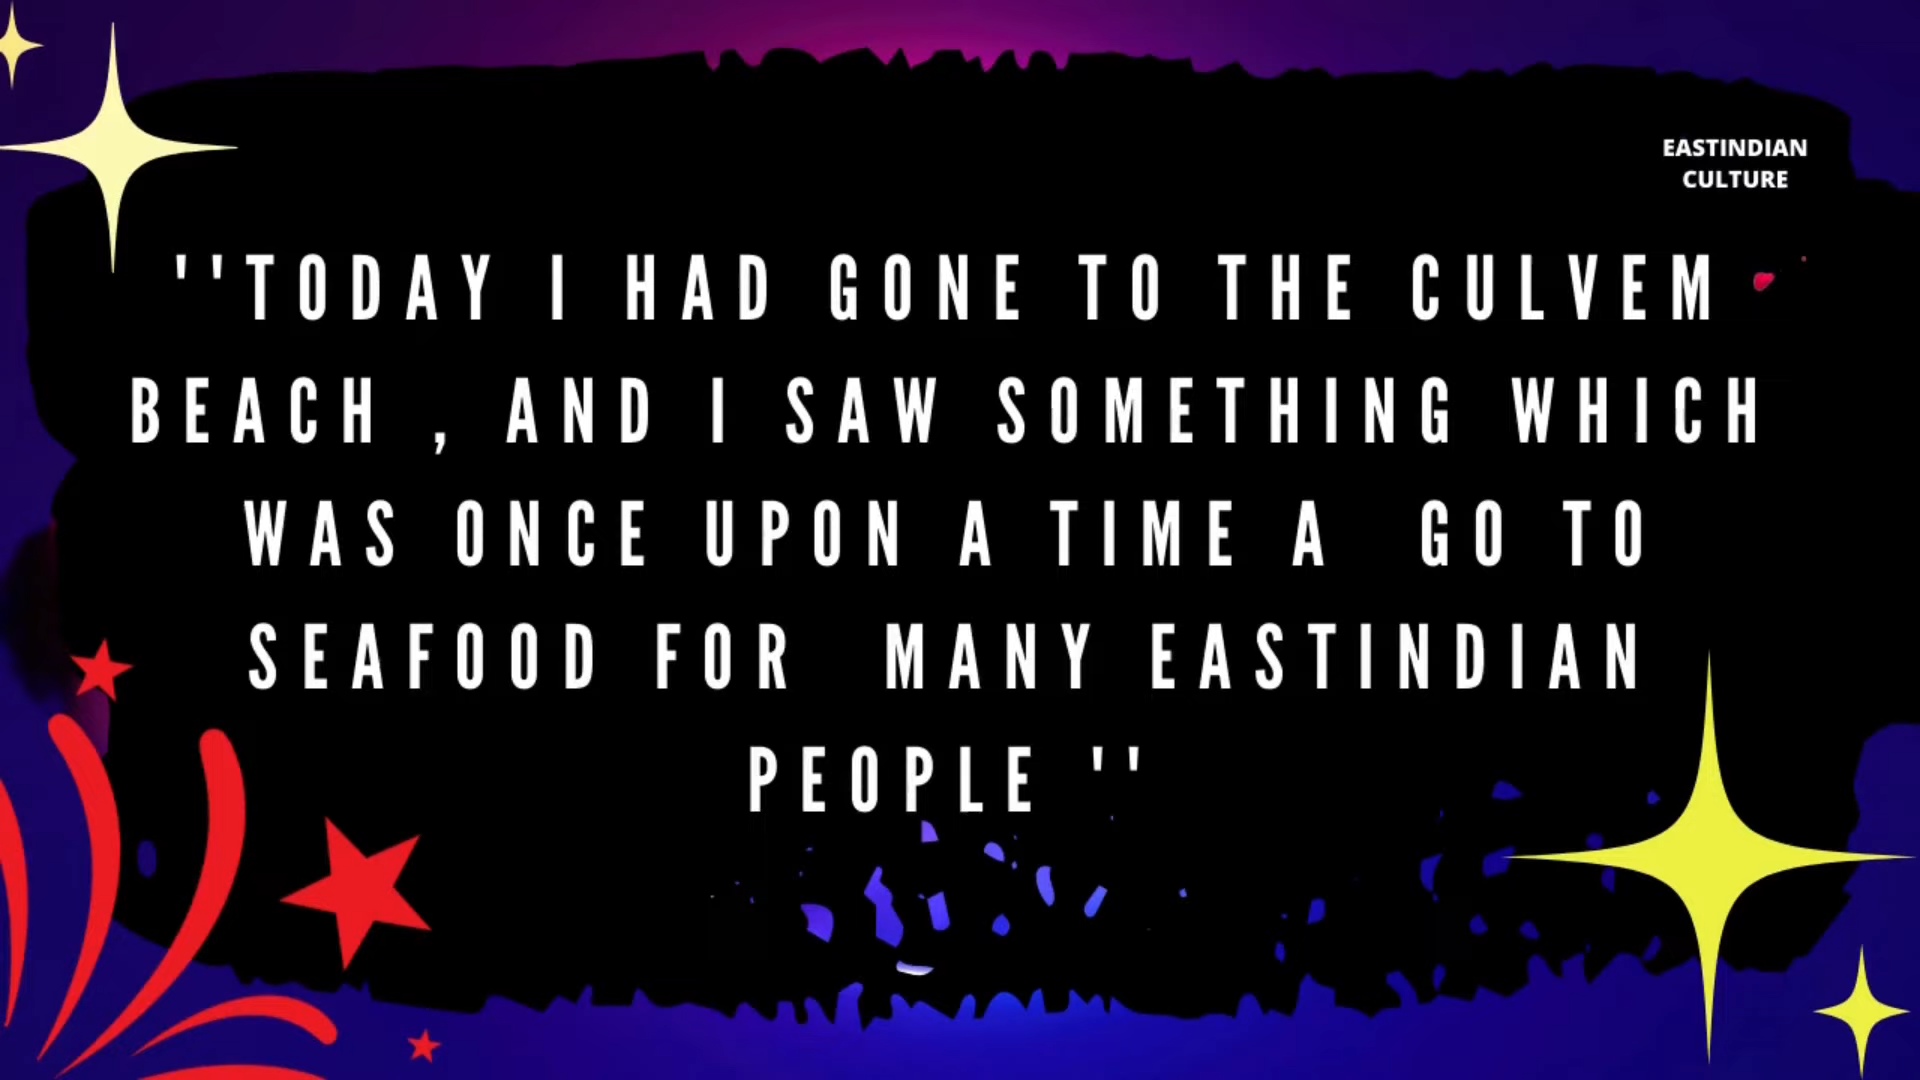 EASTINDIAN
CULTURE
''TODAY I HAD GONE TO THE CULVEM
BEACH , AND I SAW SOMETHING WHICH
WAS ONCE UPON A TIME A GO TO
SEAFOOD FOR MANY EASTINDIAN
PEOPLE ''